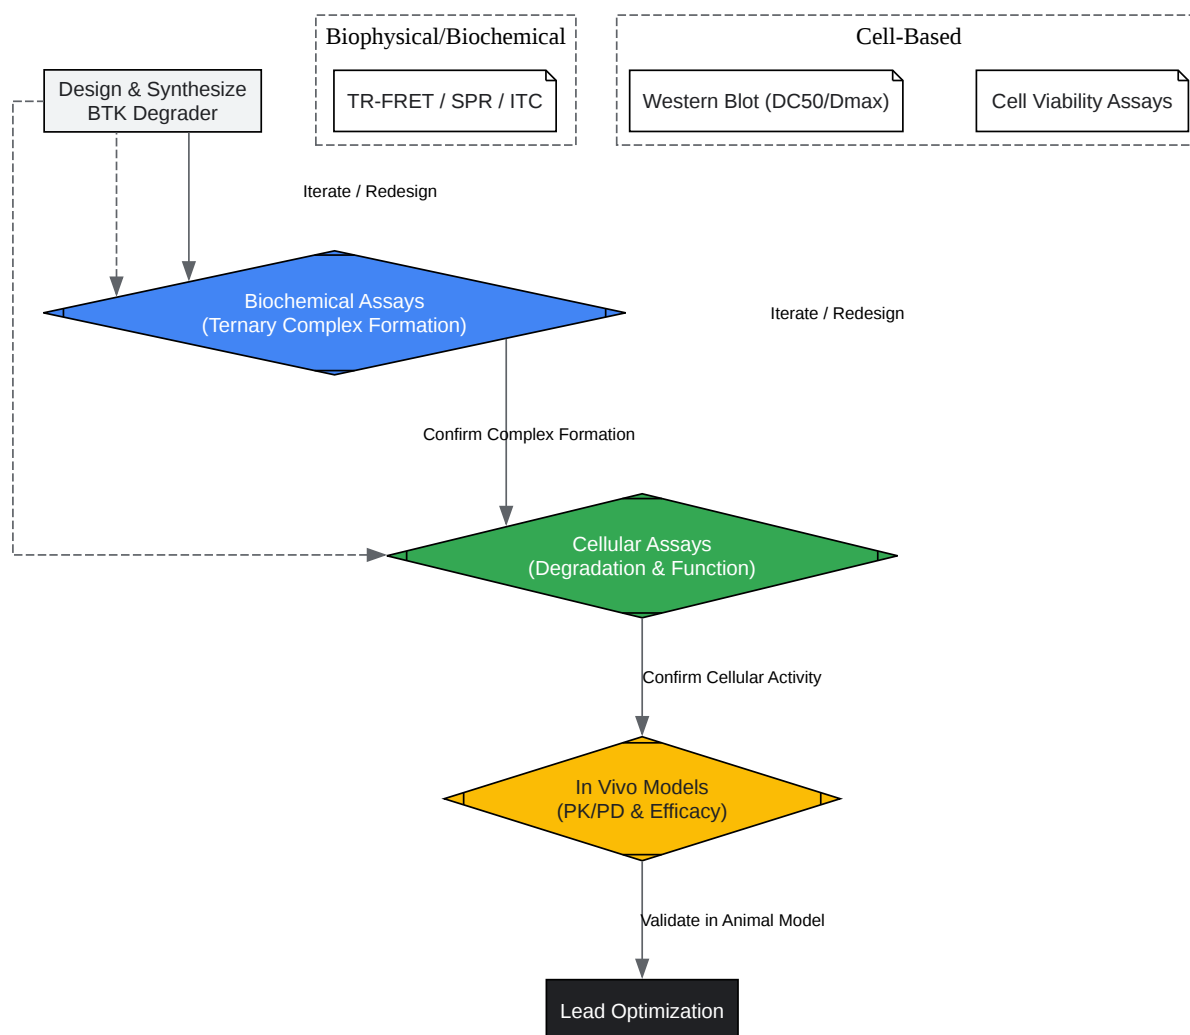 Biophysical/Biochemical
Cell-Based
Design & Synthesize
BTK Degrader
TR-FRET / SPR / ITC
Western Blot (DC50/Dmax)
Cell Viability Assays
Iterate / Redesign
Biochemical Assays
(Ternary Complex Formation)
Iterate / Redesign
Confirm Complex Formation
Cellular Assays
(Degradation & Function)
Confirm Cellular Activity
In Vivo Models
(PK/PD & Efficacy)
Validate in Animal Model
Lead Optimization